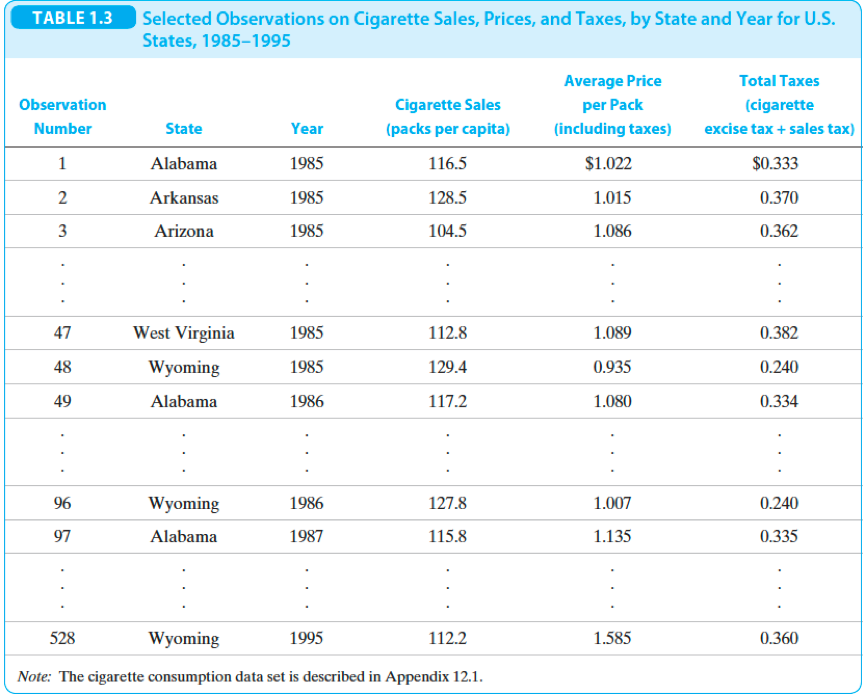 TABLE 1.3 Selected Observations on Cigarette Sales, Prices, and Taxes, by State and Year for U.S.
States, 1985–1995
Average Price Total Taxes
Observation Cigarette Sales per Pack (cigarette
Number State Year (packs per capita) (including taxes) excise tax + sales tax)
1 Alabama 1985 116.5 $1.022 $0.333
2 Arkansas 1985 128.5 1.015 0.370
3 Arizona 1985 104.5 1.086 0.362
. . . . . .
. . . . . .
. . . . . .
47 West Virginia 1985 112.8 1.089 0.382
48 Wyoming 1985 129.4 0.935 0.240
49 Alabama 1986 117.2 1.080 0.334
. . . . . .
. . . . . .
. . . . . .
96 Wyoming 1986 127.8 1.007 0.240
97 Alabama 1987 115.8 1.135 0.335
. . . . . .
. . . . . .
. . . . . .
528 Wyoming 1995 112.2 1.585 0.360
Note: The cigarette consumption data set is described in Appendix 12.1.